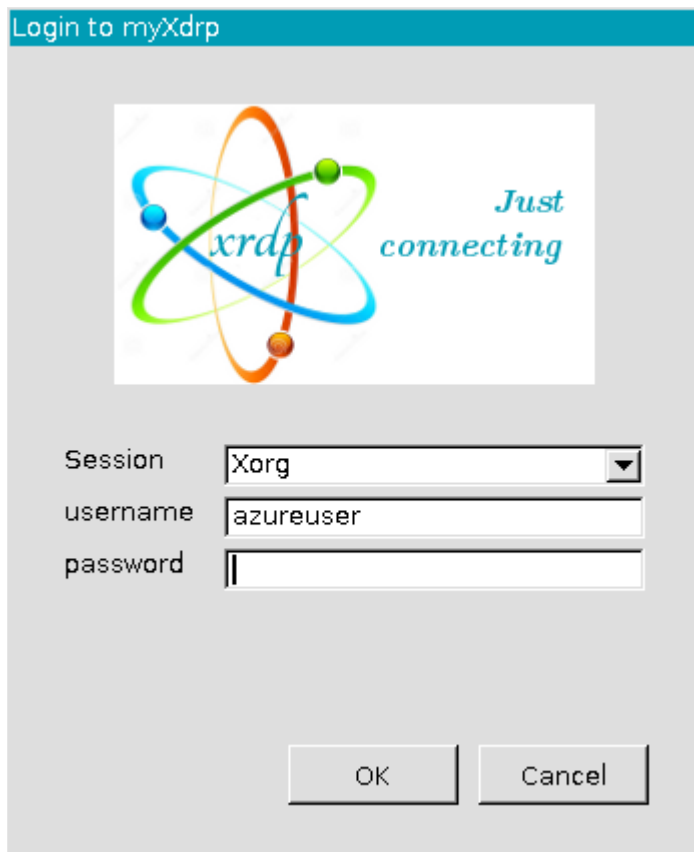 Login to myXdrp
Just
xrdp connecting
Session Xorg
username azureuser
password
OK Cancel